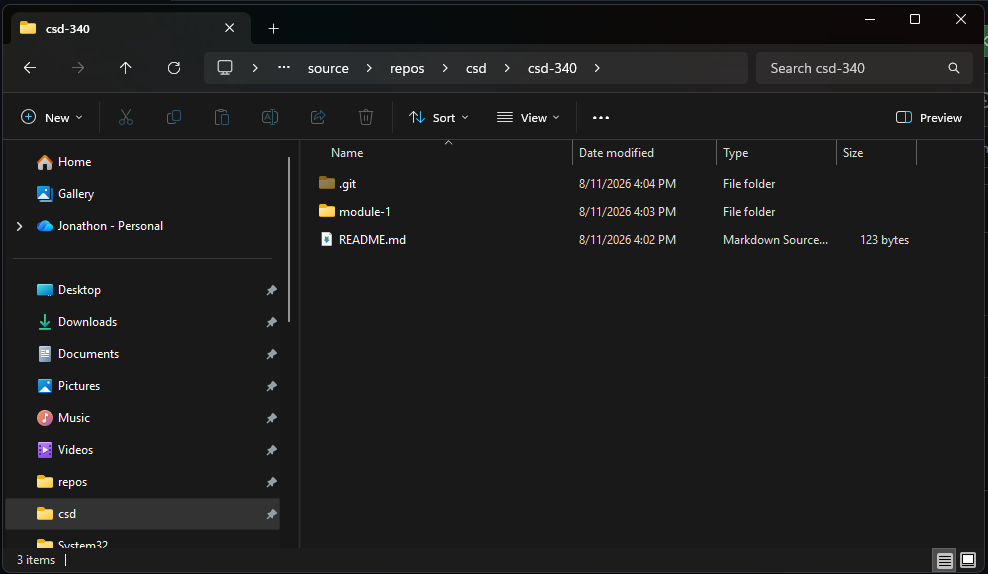 csd-340
source repos csd csd-340
Search csd-340
New Sort View Preview
Home
Gallery
Jonathon - Personal
Desktop
Downloads
Documents
Pictures
Music
Videos
repos
csd
System32
Name Date modified Type Size
.git 8/11/2026 4:04 PM File folder
module-1 8/11/2026 4:03 PM File folder
README.md 8/11/2026 4:02 PM Markdown Source... 123 bytes
3 items